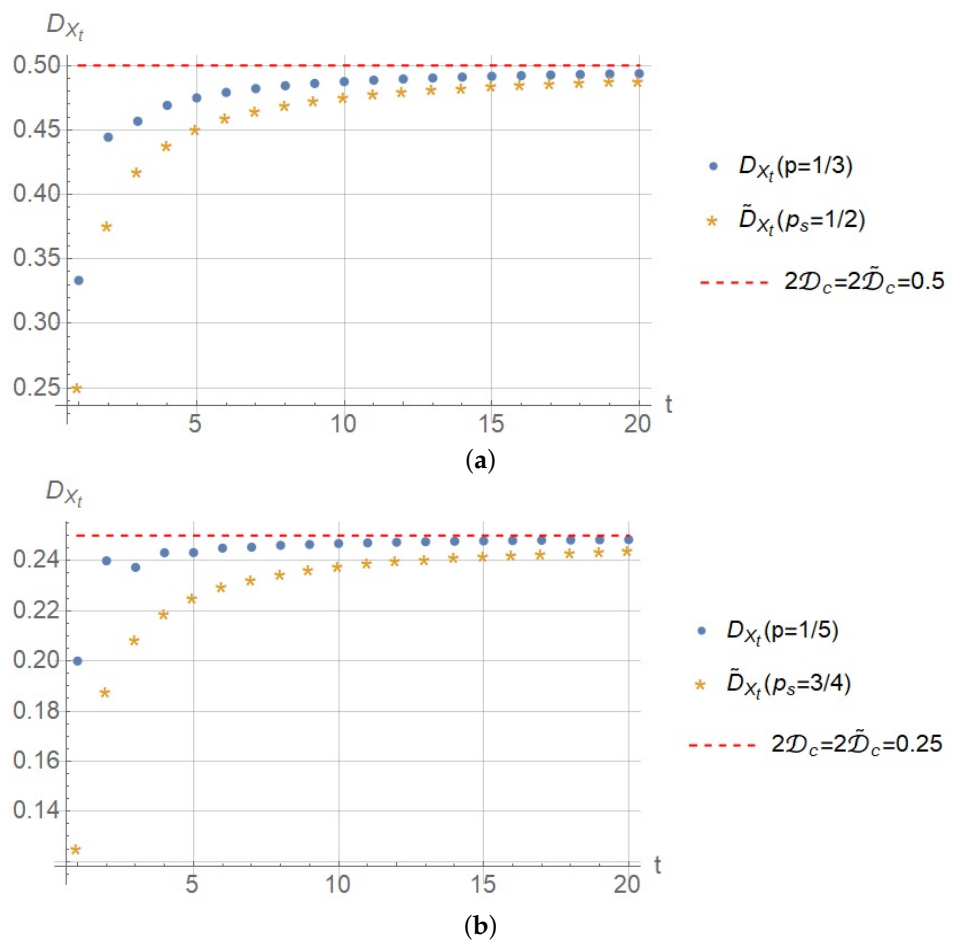 D_{X_t}
0.50
0.45
0.40
0.35
0.30
0.25
5 10 15 20 t
D_{X_t}(p=1/3)
D̃_{X_t}(p_s=1/2)
2𝒟_c=2𝒟̃_c=0.5
(a)
D_{X_t}
0.24
0.22
0.20
0.18
0.16
0.14
5 10 15 20 t
D_{X_t}(p=1/5)
D̃_{X_t}(p_s=3/4)
2𝒟_c=2𝒟̃_c=0.25
(b)